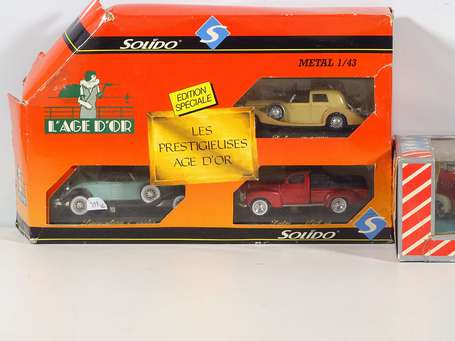 SOLIDO
S
METAL 1/43
L'AGE D'OR
EDITION
SPECIALE
LES
PRESTIGIEUSES
AGE D'OR
SOLIDO
S